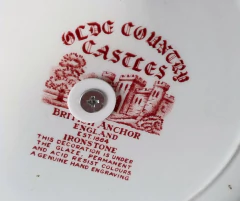 OLDE COUNTRY
CASTLES
BRIT ANCHOR
ENGLAND
EST 1884
IRONSTONE
THIS DECORATION IS UNDER
THE GLAZE, PERMANENT
AND ACID RESIST COLOURS
A GENUINE HAND ENGRAVING